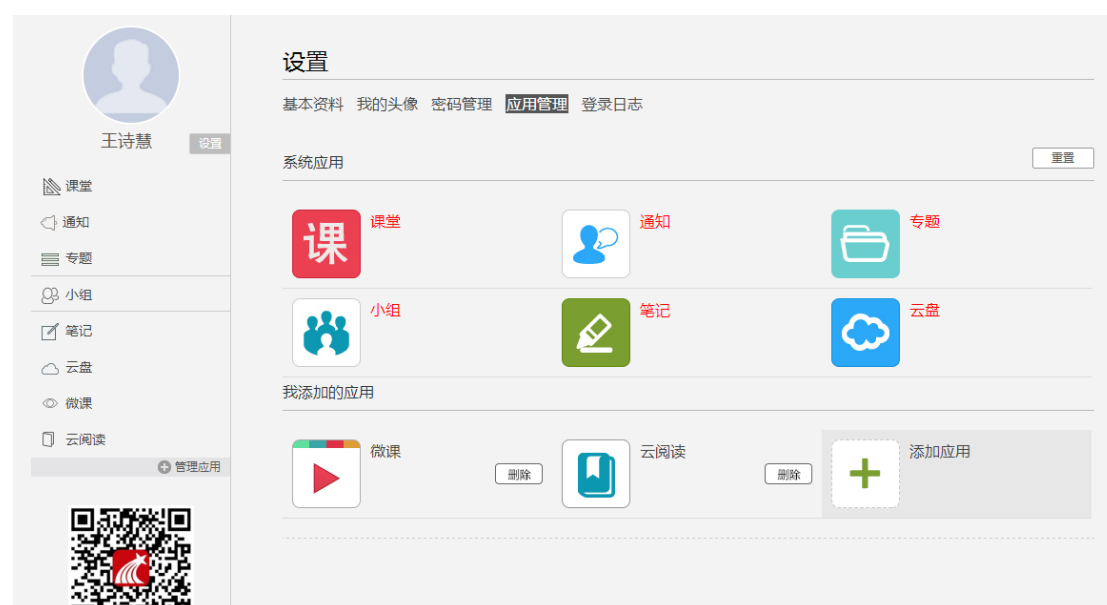 王诗慧
设置
课堂
通知
专题
小组
笔记
云盘
微课
云阅读
管理应用
设置
基本资料 我的头像 密码管理 应用管理 登录日志
系统应用
重置
课
课堂
通知
专题
小组
笔记
云盘
我添加的应用
微课
删除
云阅读
删除
添加应用